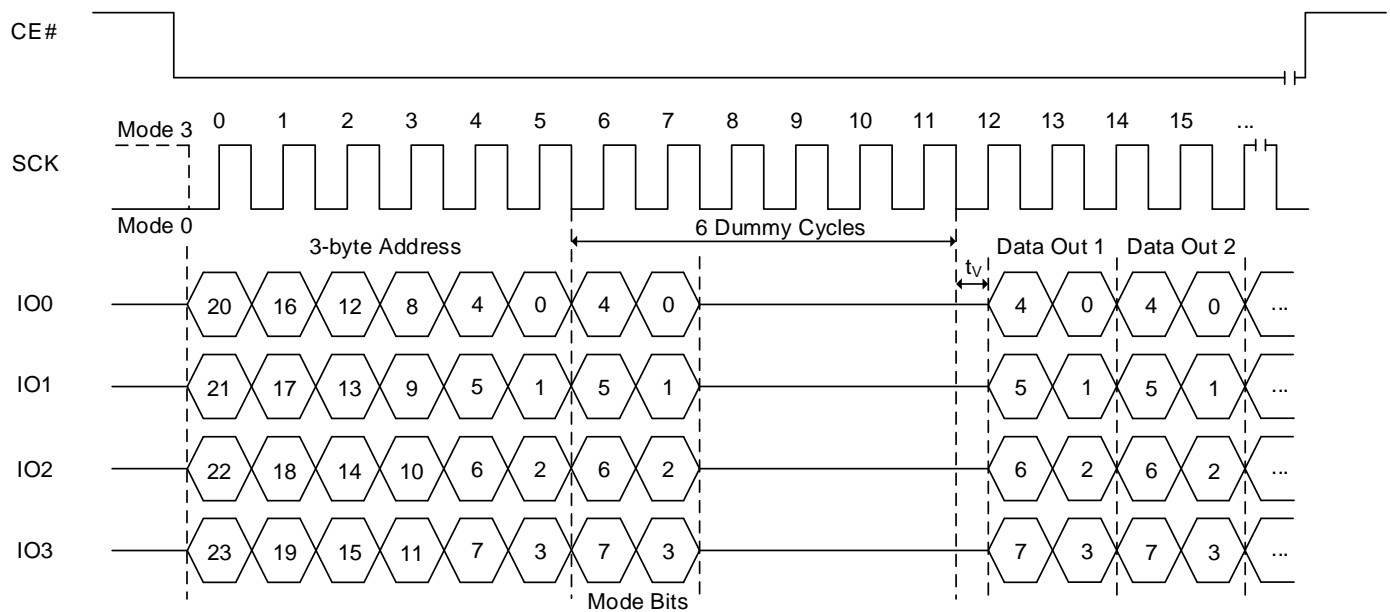 CE#
0 1 2 3 4 5 6 7 8 9 10 11 12 13 14 15 ...
Mode 3
SCK
Mode 0
6 Dummy Cycles
3-byte Address Data Out 1 Data Out 2
tV
IO0 20 16 12 8 4 0 4 0 4 0 4 0 ...
IO1 21 17 13 9 5 1 5 1 5 1 5 1 ...
IO2 22 18 14 10 6 2 6 2 6 2 6 2 ...
IO3 23 19 15 11 7 3 7 3 7 3 7 3 ...
Mode Bits